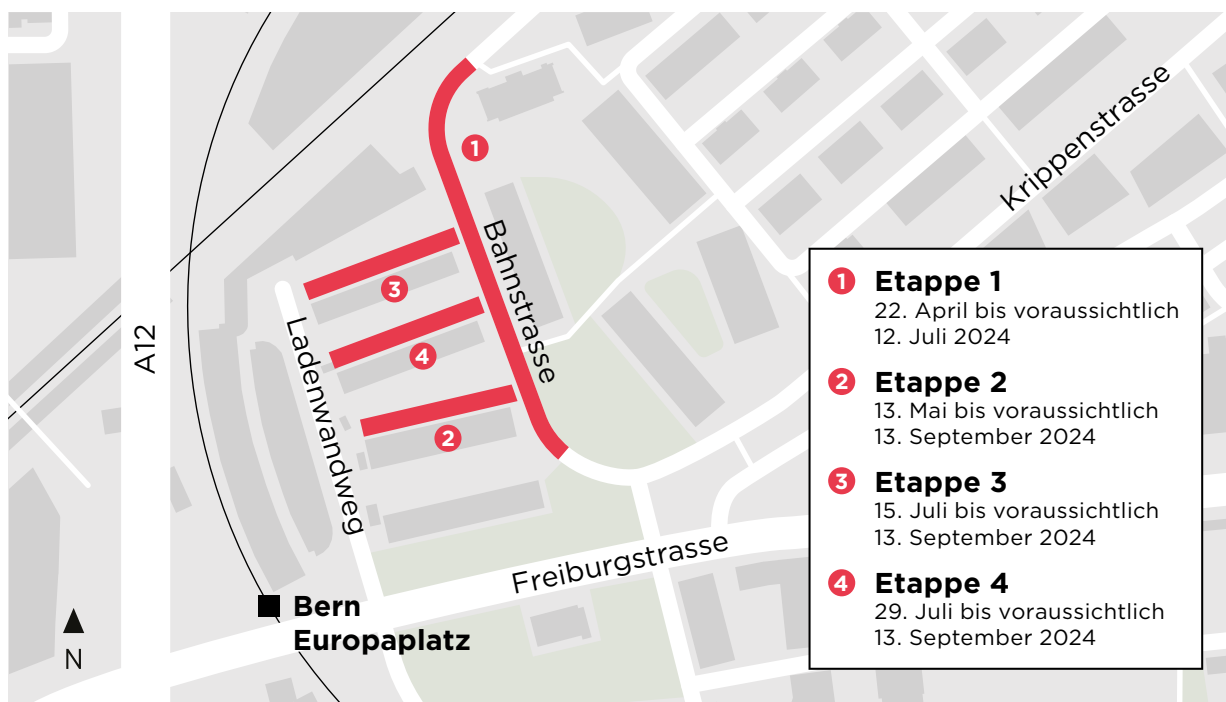 1
Bahnstrasse
Krippenstrasse
3
4
2
Ladenwandweg
A12
Freiburgstrasse
Bern
Europaplatz
N
1 Etappe 1
22. April bis voraussichtlich
12. Juli 2024
2 Etappe 2
13. Mai bis voraussichtlich
13. September 2024
3 Etappe 3
15. Juli bis voraussichtlich
13. September 2024
4 Etappe 4
29. Juli bis voraussichtlich
13. September 2024